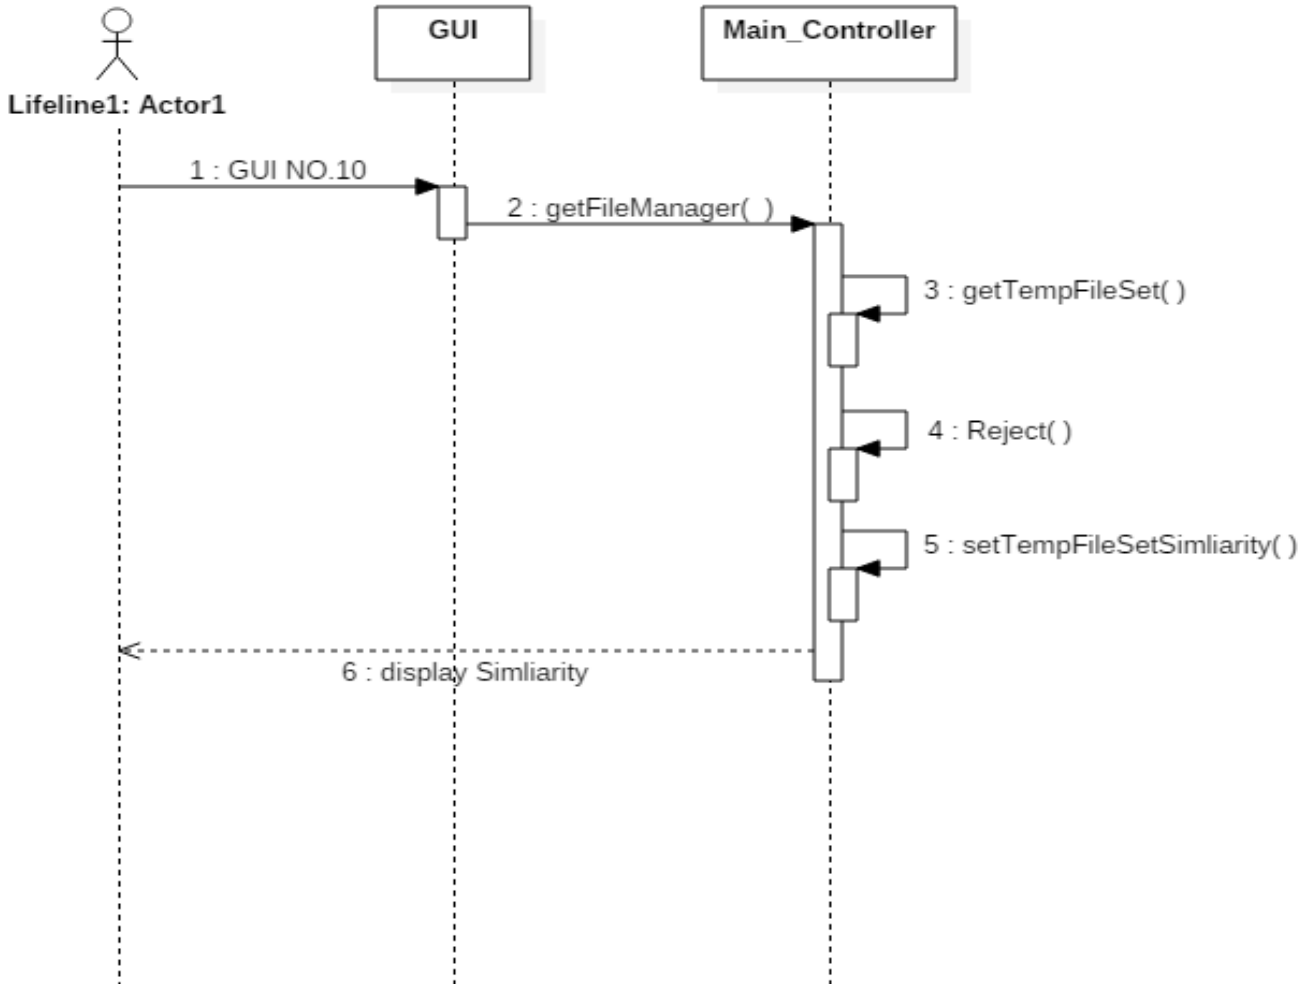 GUI
Main_Controller
Lifeline1: Actor1
1 : GUI NO.10
2 : getFileManager(  )
3 : getTempFileSet( )
4 : Reject( )
5 : setTempFileSetSimliarity( )
6 : display Simliarity